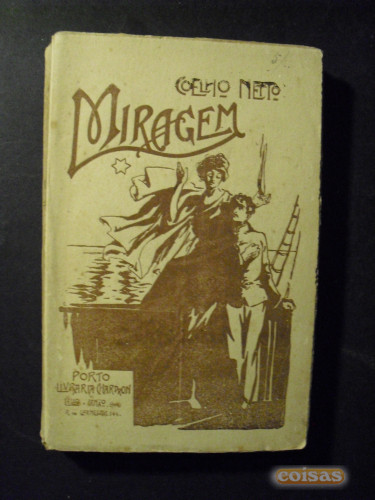 COELHO NETTO
MIRAGEM
PORTO
LIVRARIA CHARDRON
coisas